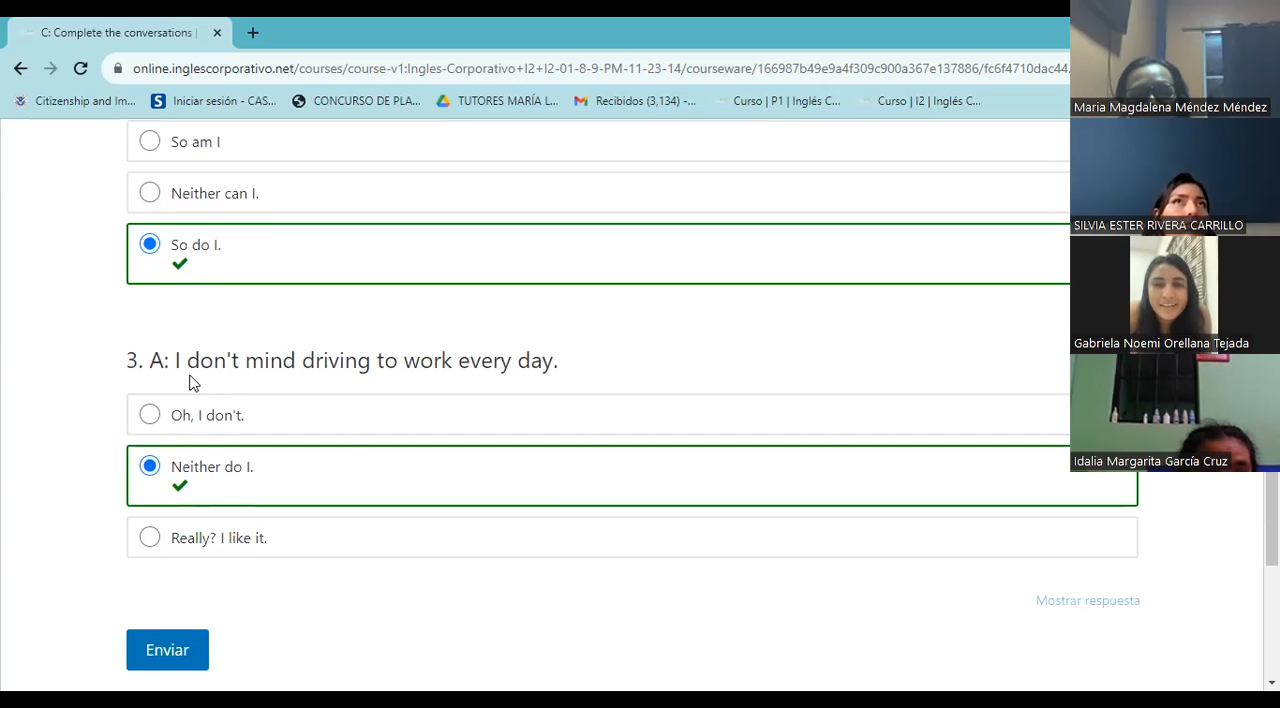 C: Complete the conversations |
online.inglescorporativo.net/courses/course-v1:Ingles-Corporativo+I2+I2-01-8-9-PM-11-23-14/courseware/166987b49e9a4f309c900a367e137886/fc6f4710dac44...
Citizenship and Im... Iniciar sesión - CAS... CONCURSO DE PLA... TUTORES MARÍA L... Recibidos (3,134) -... Curso | P1 | Inglés C... Curso | I2 | Inglés C...
So am I
Neither can I.
So do I.
3. A: I don't mind driving to work every day.
Oh, I don't.
Neither do I.
Really? I like it.
Mostrar respuesta
Enviar
Maria Magdalena Méndez Méndez
SILVIA ESTER RIVERA CARRILLO
Gabriela Noemi Orellana Tejada
Idalia Margarita García Cruz